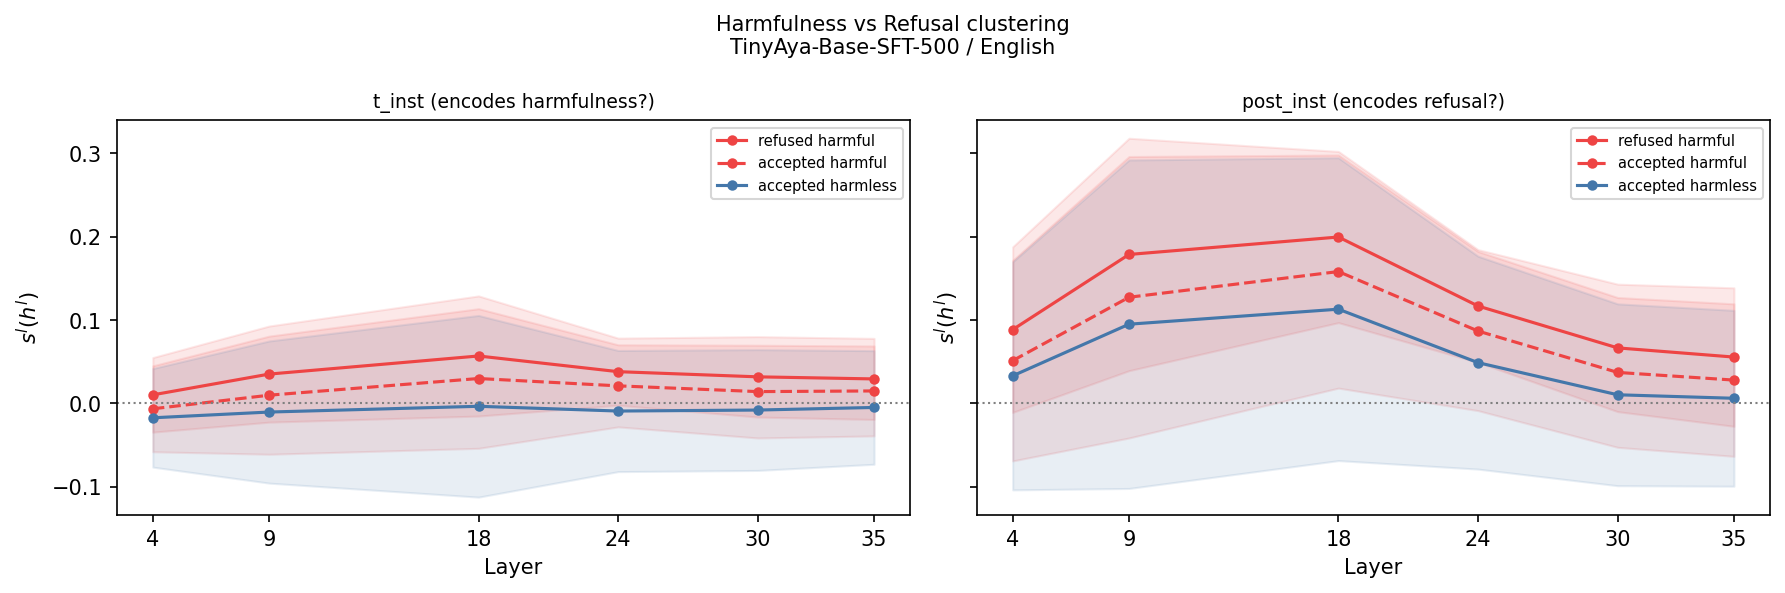 Harmfulness vs Refusal clustering
TinyAya-Base-SFT-500 / English
t_inst (encodes harmfulness?)
refused harmful
accepted harmful
accepted harmless
0.3
0.2
0.1
0.0
−0.1
s^l(h^l)
4 9 18 24 30 35
Layer
post_inst (encodes refusal?)
refused harmful
accepted harmful
accepted harmless
s^l(h^l)
4 9 18 24 30 35
Layer